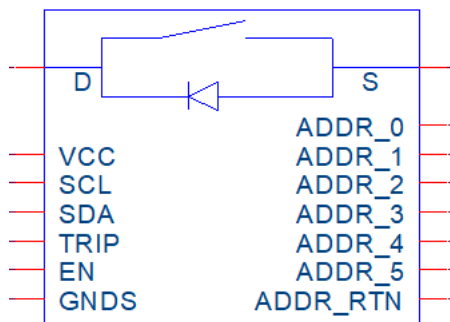 D S
ADDR_0
VCC ADDR_1
SCL ADDR_2
SDA ADDR_3
TRIP ADDR_4
EN ADDR_5
GNDS ADDR_RTN